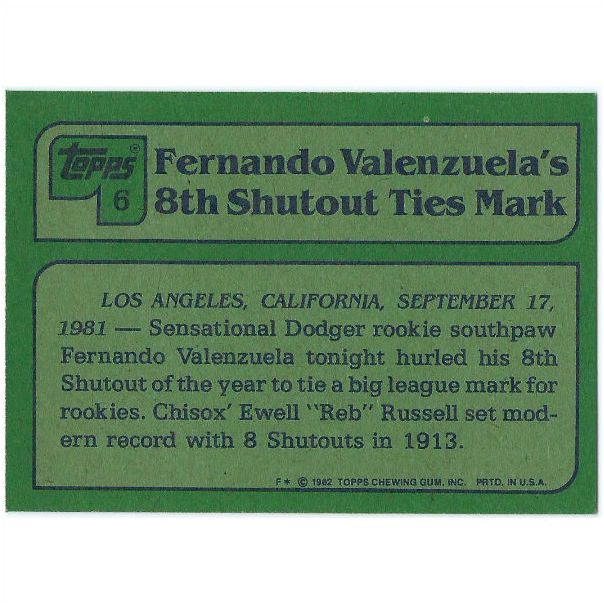 Topps®
6
Fernando Valenzuela's
8th Shutout Ties Mark
LOS ANGELES, CALIFORNIA, SEPTEMBER 17,
1981 — Sensational Dodger rookie southpaw
Fernando Valenzuela tonight hurled his 8th
Shutout of the year to tie a big league mark for
rookies. Chisox' Ewell "Reb" Russell set mod-
ern record with 8 Shutouts in 1913.
F* © 1982 TOPPS CHEWING GUM, INC. PRTD. IN U.S.A.